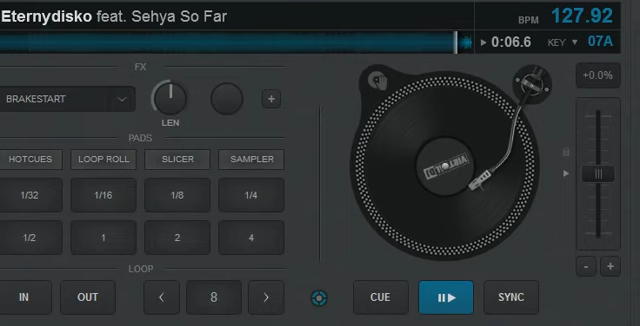 Eternydisko feat. Sehya So Far
BPM 127.92
0:06.6 KEY 07A
FX
+0.0%
BRAKESTART
+
LEN
PADS
HOTCUES LOOP ROLL SLICER SAMPLER
1/32 1/16 1/8 1/4
1/2 1 2 4
LOOP
- +
IN OUT < 8 > CUE SYNC